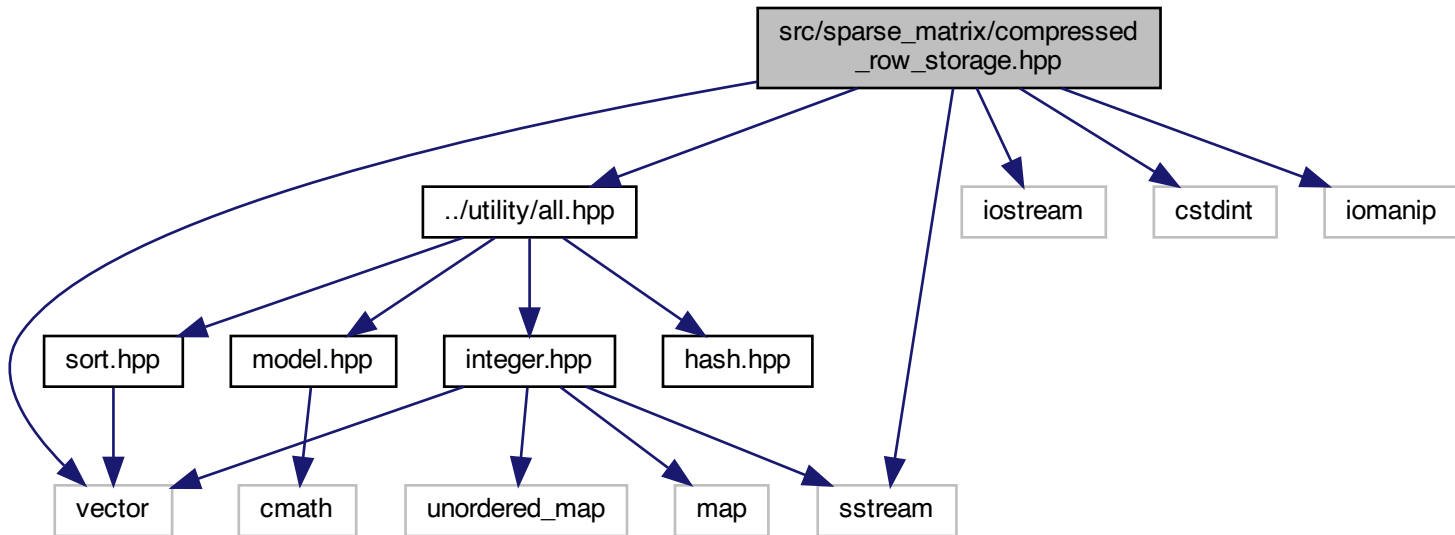 src/sparse_matrix/compressed
_row_storage.hpp
../utility/all.hpp
iostream
cstdint
iomanip
sort.hpp
model.hpp
integer.hpp
hash.hpp
vector
cmath
unordered_map
map
sstream